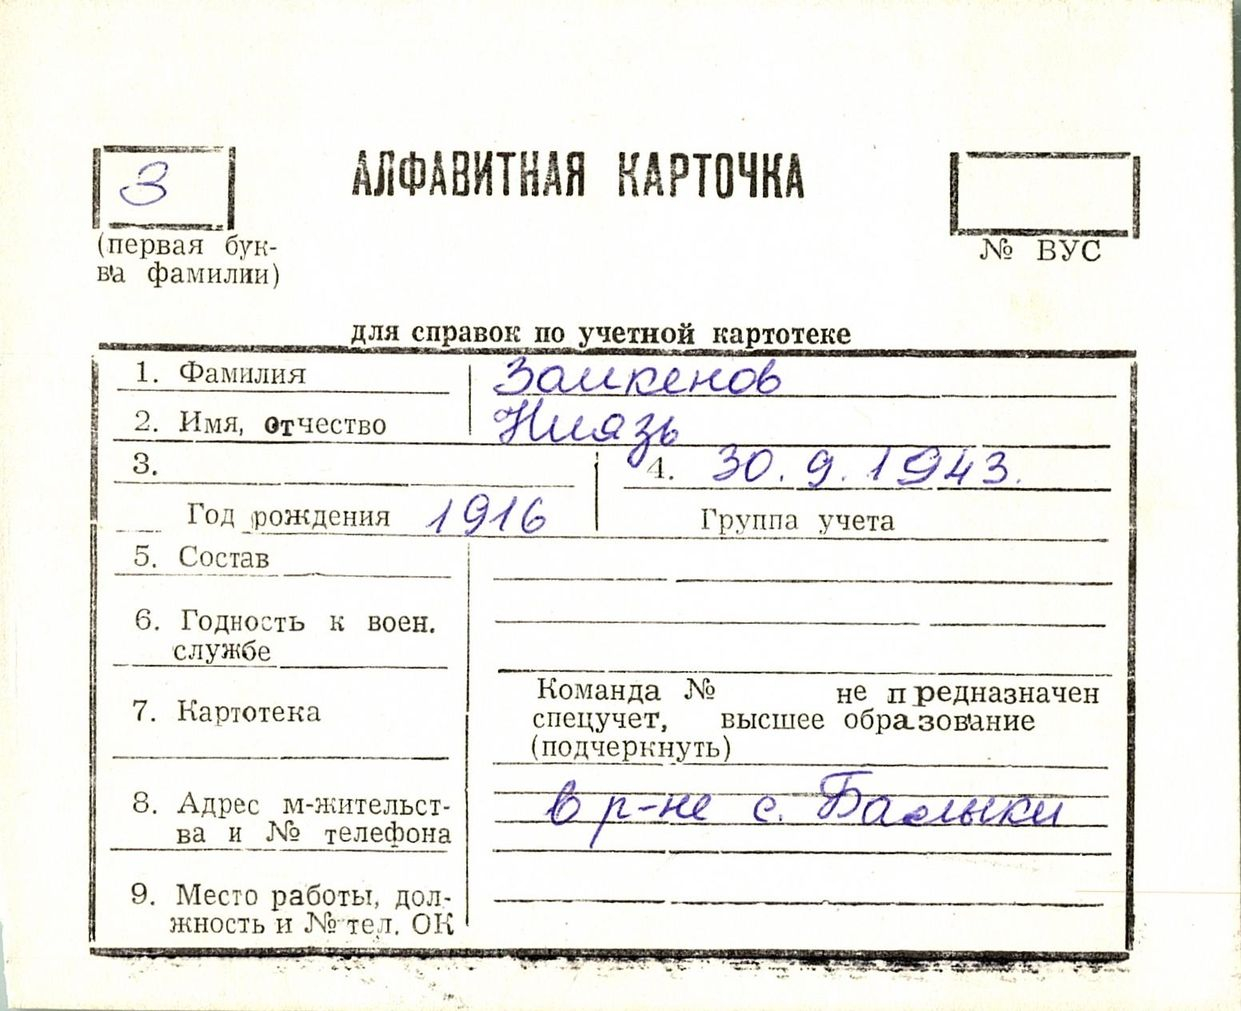 З
АЛФАВИТНАЯ КАРТОЧКА
(первая бук-
ва фамилии)
№ ВУС
для справок по учетной картотеке
1. Фамилия Заикенов
2. Имя, отчество Ниязь
3.
4. 30.9.1943.
Год рождения 1916
Группа учета
5. Состав
6. Годность к воен.
службе
7. Картотека
Команда № не предназначен
спецучет, высшее образование
(подчеркнуть)
8. Адрес м-жительст-
ва и № телефона
в р-не с. Балыки
9. Место работы, дол-
жность и № тел. ОК